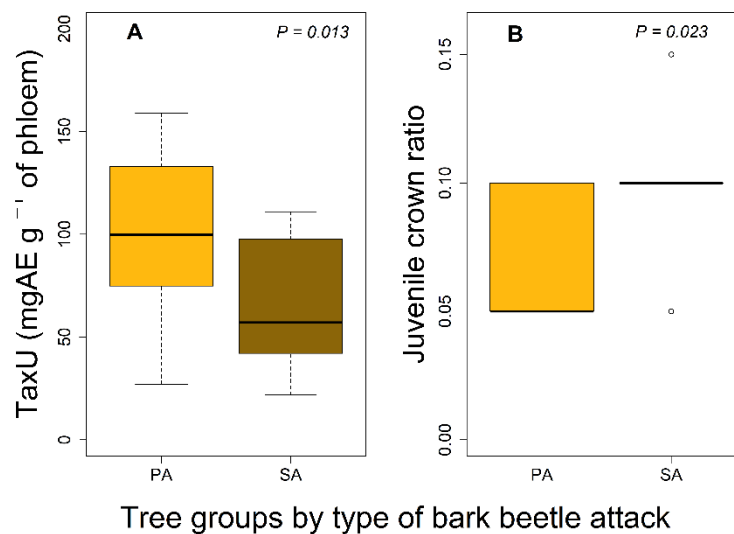 A
P = 0.013
TaxU (mgAE g⁻¹ of phloem)
200
150
100
50
0
PA SA
B
P = 0.023
Juvenile crown ratio
0.15
0.10
0.05
0.00
PA SA
Tree groups by type of bark beetle attack